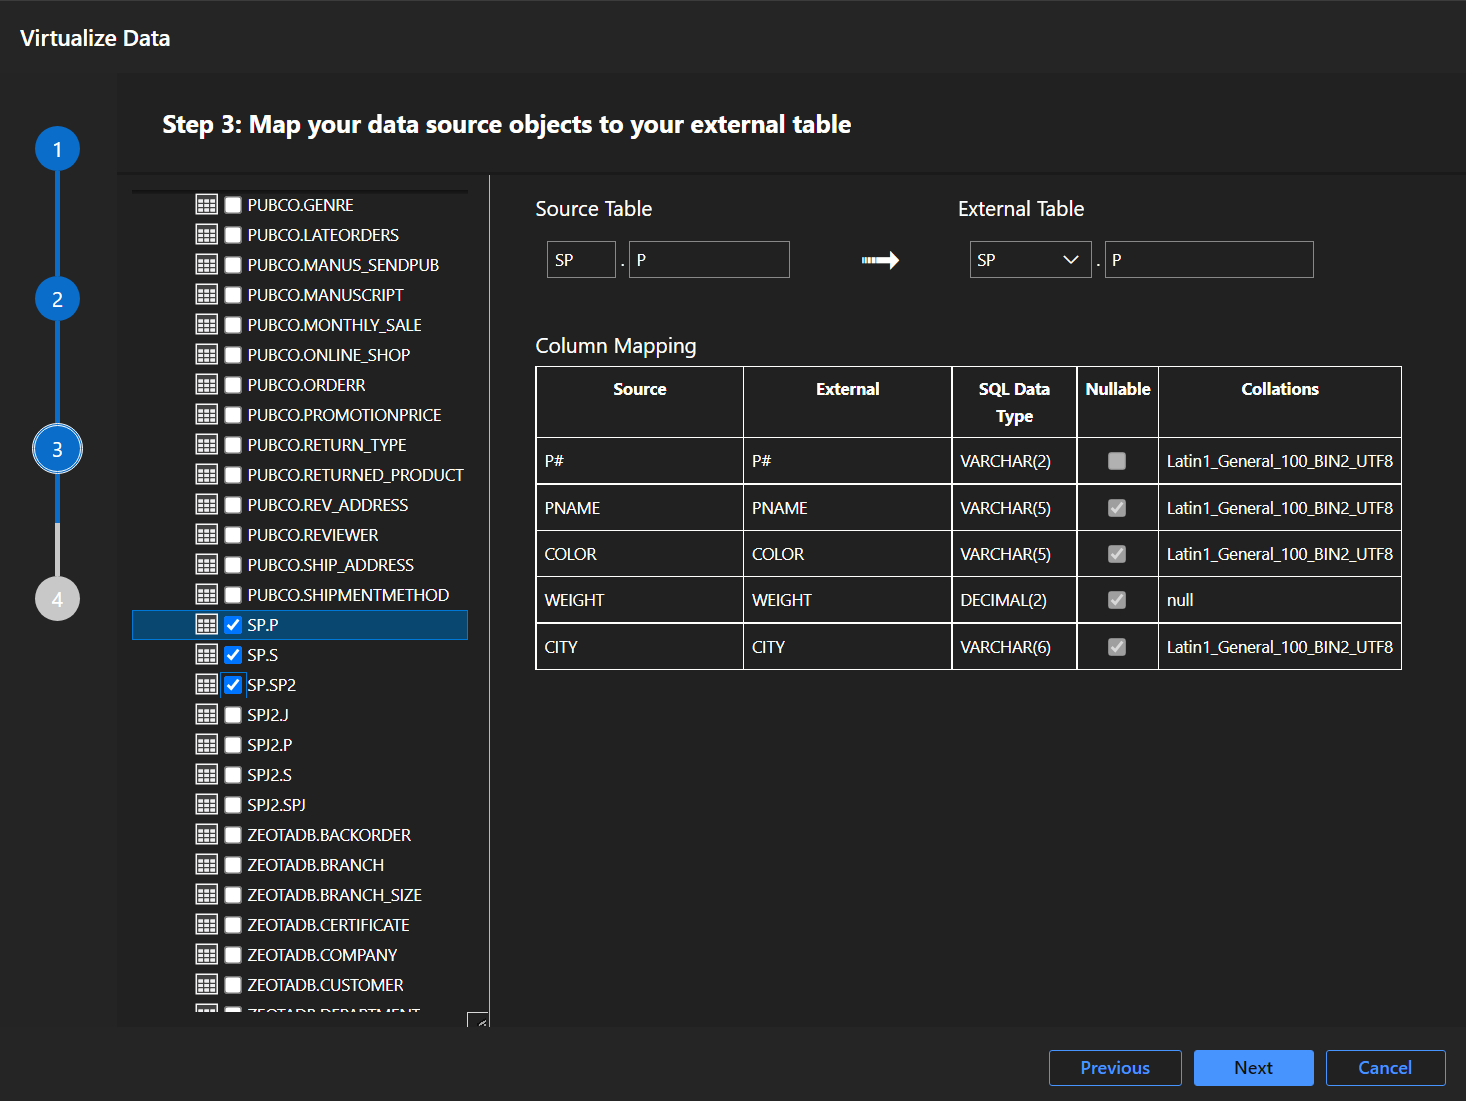 Virtualize Data
Step 3: Map your data source objects to your external table
1
2
3
4
PUBCO.GENRE
PUBCO.LATEORDERS
PUBCO.MANUS_SENDPUB
PUBCO.MANUSCRIPT
PUBCO.MONTHLY_SALE
PUBCO.ONLINE_SHOP
PUBCO.ORDERR
PUBCO.PROMOTIONPRICE
PUBCO.RETURN_TYPE
PUBCO.RETURNED_PRODUCT
PUBCO.REV_ADDRESS
PUBCO.REVIEWER
PUBCO.SHIP_ADDRESS
PUBCO.SHIPMENTMETHOD
SP.P
SP.S
SP.SP2
SPJ2.J
SPJ2.P
SPJ2.S
SPJ2.SPJ
ZEOTADB.BACKORDER
ZEOTADB.BRANCH
ZEOTADB.BRANCH_SIZE
ZEOTADB.CERTIFICATE
ZEOTADB.COMPANY
ZEOTADB.CUSTOMER
ZEOTADB.DEPARTMENT
Source Table External Table
SP . P SP . P
Column Mapping
Source External SQL Data Type Nullable Collations
P# P# VARCHAR(2) Latin1_General_100_BIN2_UTF8
PNAME PNAME VARCHAR(5) Latin1_General_100_BIN2_UTF8
COLOR COLOR VARCHAR(5) Latin1_General_100_BIN2_UTF8
WEIGHT WEIGHT DECIMAL(2) null
CITY CITY VARCHAR(6) Latin1_General_100_BIN2_UTF8
Previous Next Cancel